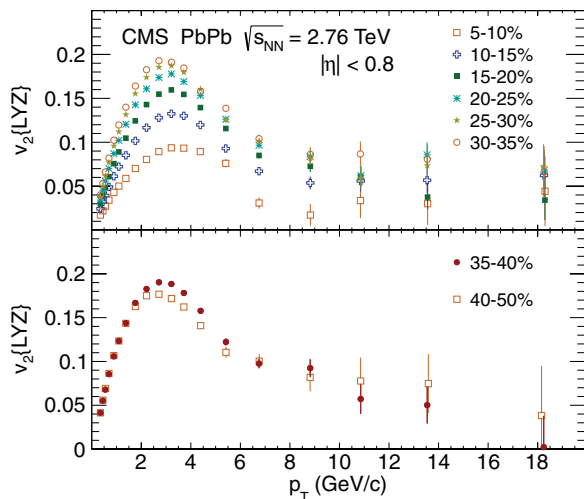 CMS PbPb √sNN = 2.76 TeV
|η| < 0.8
5-10%
10-15%
15-20%
20-25%
25-30%
30-35%
0.2
0.15
0.1
0.05
v2{LYZ}
35-40%
40-50%
0.2
0.15
0.1
0.05
0
v2{LYZ}
2 4 6 8 10 12 14 16 18
pT (GeV/c)